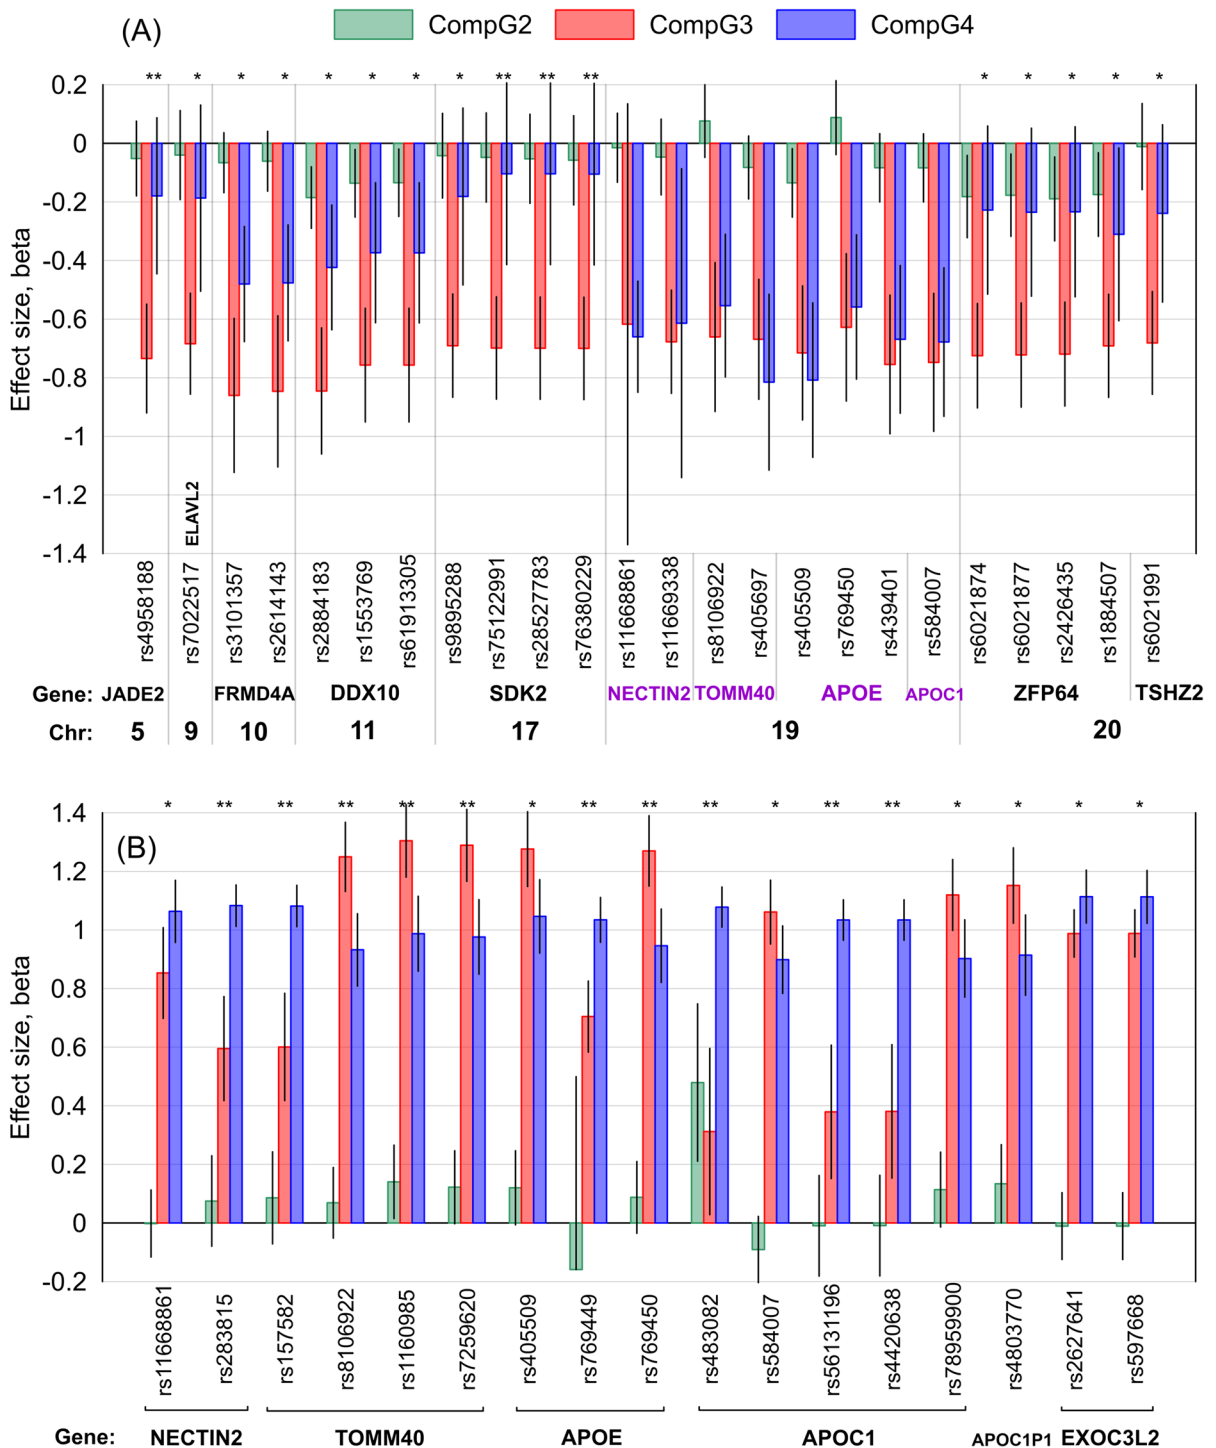 (A) CompG2 CompG3 CompG4
** * * * * * * * ** ** ** * * * * *
0.2
0
-0.2
-0.4
-0.6
-0.8
-1
-1.2
-1.4
Effect size, beta
ELAVL2
rs4958188 rs7022517 rs3101357 rs2614143 rs2884183 rs1553769 rs61913305 rs9895288 rs75122991 rs28527783 rs76380229 rs11668861 rs11669338 rs8106922 rs405697 rs405509 rs769450 rs439401 rs584007 rs6021874 rs6021877 rs2426435 rs1884507 rs6021991
Gene: JADE2 FRMD4A DDX10 SDK2 NECTIN2 TOMM40 APOE APOC1 ZFP64 TSHZ2
Chr: 5 9 10 11 17 19 20
* ** ** ** ** ** * ** ** ** * ** ** * * * *
(B)
1.4
1.2
1
0.8
0.6
0.4
0.2
0
-0.2
Effect size, beta
rs11668861 rs283815 rs157582 rs8106922 rs1160985 rs7259620 rs405509 rs769449 rs769450 rs483082 rs584007 rs56131196 rs4420638 rs78959900 rs4803770 rs2627641 rs597668
Gene: NECTIN2 TOMM40 APOE APOC1 APOC1P1 EXOC3L2